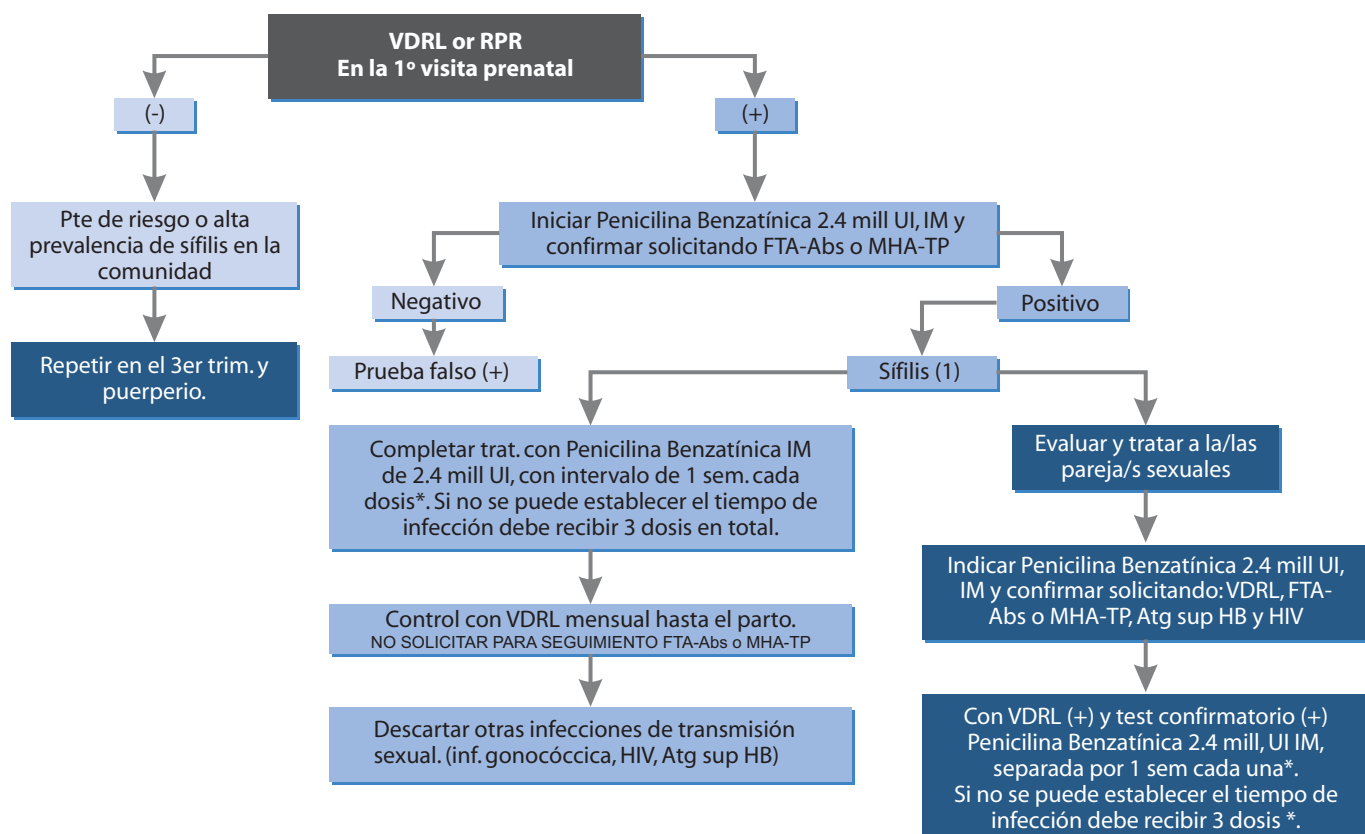 VDRL or RPR
En la 1º visita prenatal
(-)
(+)
Pte de riesgo o alta
prevalencia de sífilis en la
comunidad
Repetir en el 3er trim. y
puerperio.
Iniciar Penicilina Benzatínica 2.4 mill UI, IM y
confirmar solicitando FTA-Abs o MHA-TP
Negativo
Positivo
Prueba falso (+)
Sífilis (1)
Completar trat. con Penicilina Benzatínica IM
de 2.4 mill UI, con intervalo de 1 sem. cada
dosis*. Si no se puede establecer el tiempo de
infección debe recibir 3 dosis en total.
Control con VDRL mensual hasta el parto.
NO SOLICITAR PARA SEGUIMIENTO FTA-Abs o MHA-TP
Descartar otras infecciones de transmisión
sexual. (inf. gonocóccica, HIV, Atg sup HB)
Evaluar y tratar a la/las
pareja/s sexuales
Indicar Penicilina Benzatínica 2.4 mill UI,
IM y confirmar solicitando: VDRL, FTA-
Abs o MHA-TP, Atg sup HB y HIV
Con VDRL (+) y test confirmatorio (+)
Penicilina Benzatínica 2.4 mill, UI IM,
separada por 1 sem cada una*.
Si no se puede establecer el tiempo de
infección debe recibir 3 dosis *.